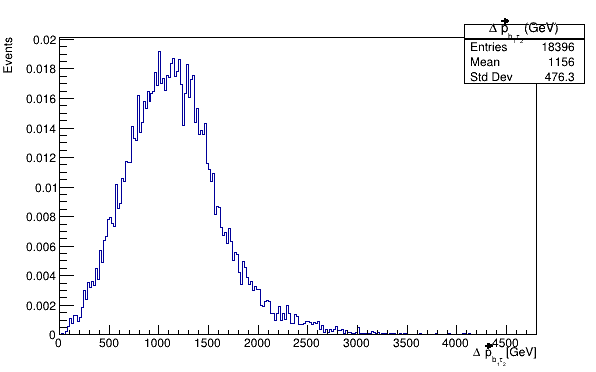 Δ p⃗ b₁τ₂ (GeV)
Entries 18396
Mean 1156
Std Dev 476.3
Events
0.02
0.018
0.016
0.014
0.012
0.01
0.008
0.006
0.004
0.002
0
0 500 1000 1500 2000 2500 3000 3500 4000 4500
Δ p⃗ b₁τ₂ [GeV]